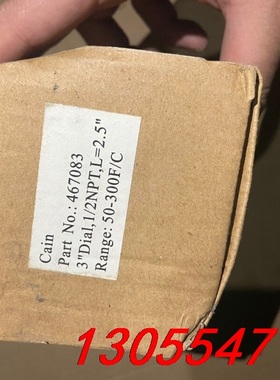 Cain
Part No.: 467083
3"Dial,1/2NPT,L=2.5"
Range: 50-300F/C
1305547